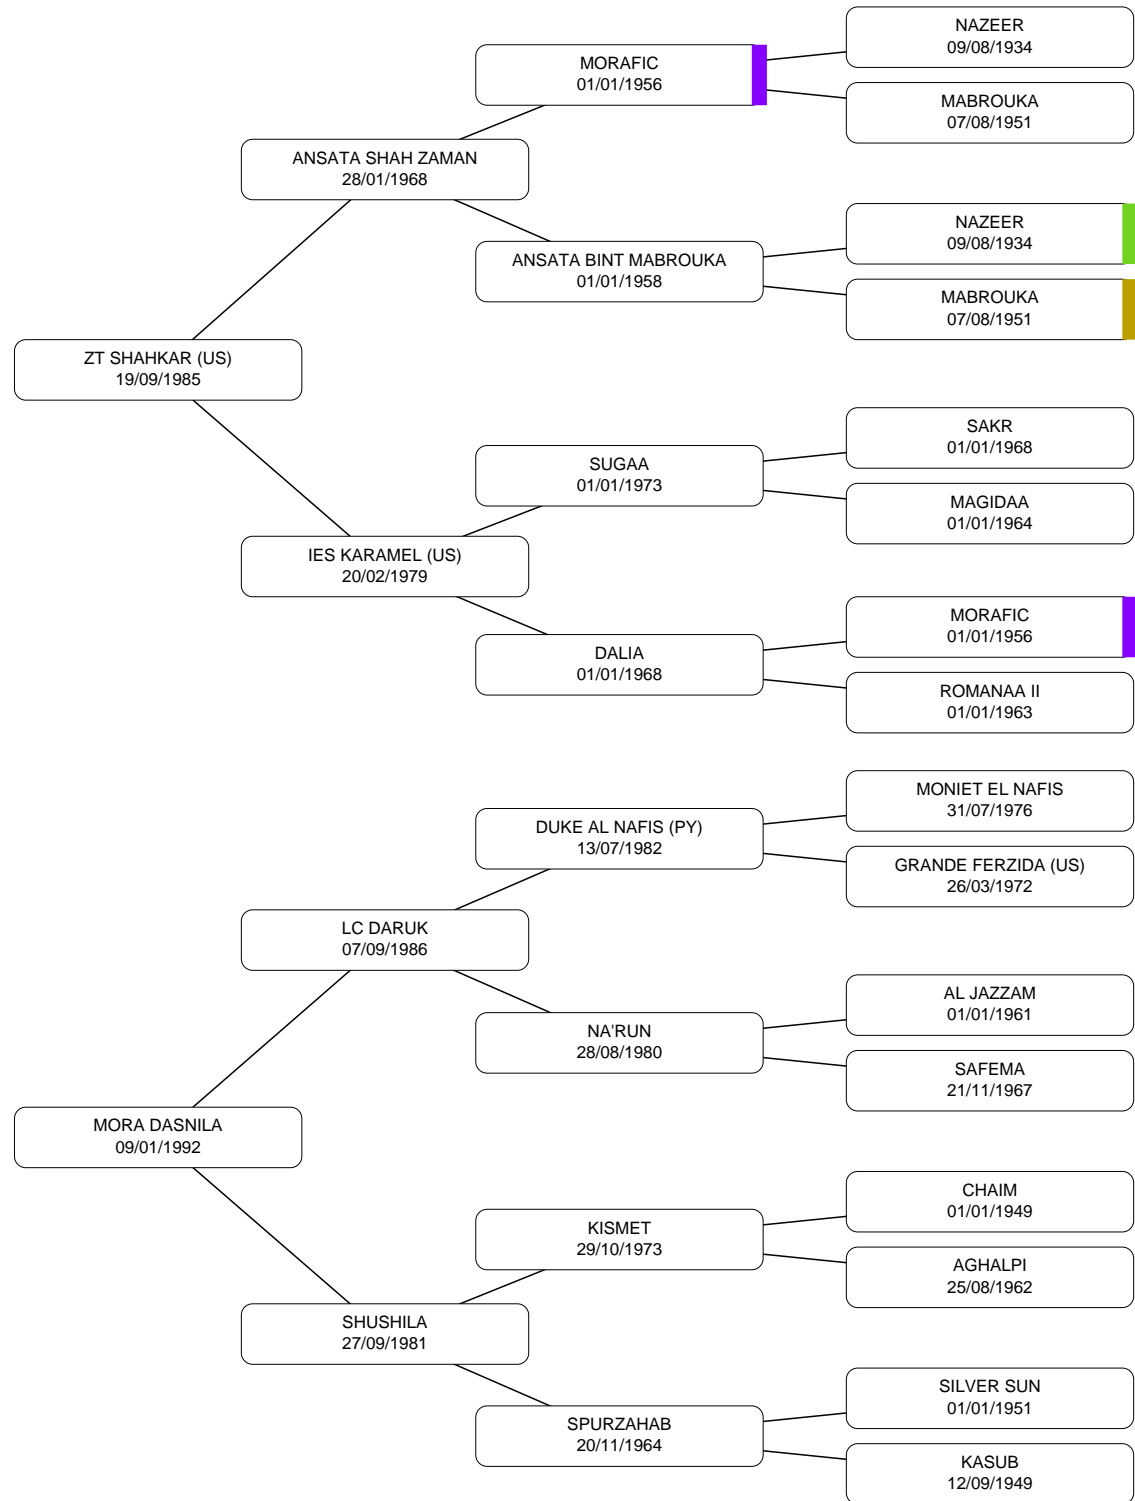 NAZEER
09/08/1934
MORAFIC
01/01/1956
MABROUKA
07/08/1951
ANSATA SHAH ZAMAN
28/01/1968
NAZEER
09/08/1934
ANSATA BINT MABROUKA
01/01/1958
MABROUKA
07/08/1951
ZT SHAHKAR (US)
19/09/1985
SAKR
01/01/1968
SUGAA
01/01/1973
MAGIDAA
01/01/1964
IES KARAMEL (US)
20/02/1979
MORAFIC
01/01/1956
DALIA
01/01/1968
ROMANAA II
01/01/1963
MONIET EL NAFIS
31/07/1976
DUKE AL NAFIS (PY)
13/07/1982
GRANDE FERZIDA (US)
26/03/1972
LC DARUK
07/09/1986
AL JAZZAM
01/01/1961
NA'RUN
28/08/1980
SAFEMA
21/11/1967
MORA DASNILA
09/01/1992
CHAIM
01/01/1949
KISMET
29/10/1973
AGHALPI
25/08/1962
SHUSHILA
27/09/1981
SILVER SUN
01/01/1951
SPURZAHAB
20/11/1964
KASUB
12/09/1949